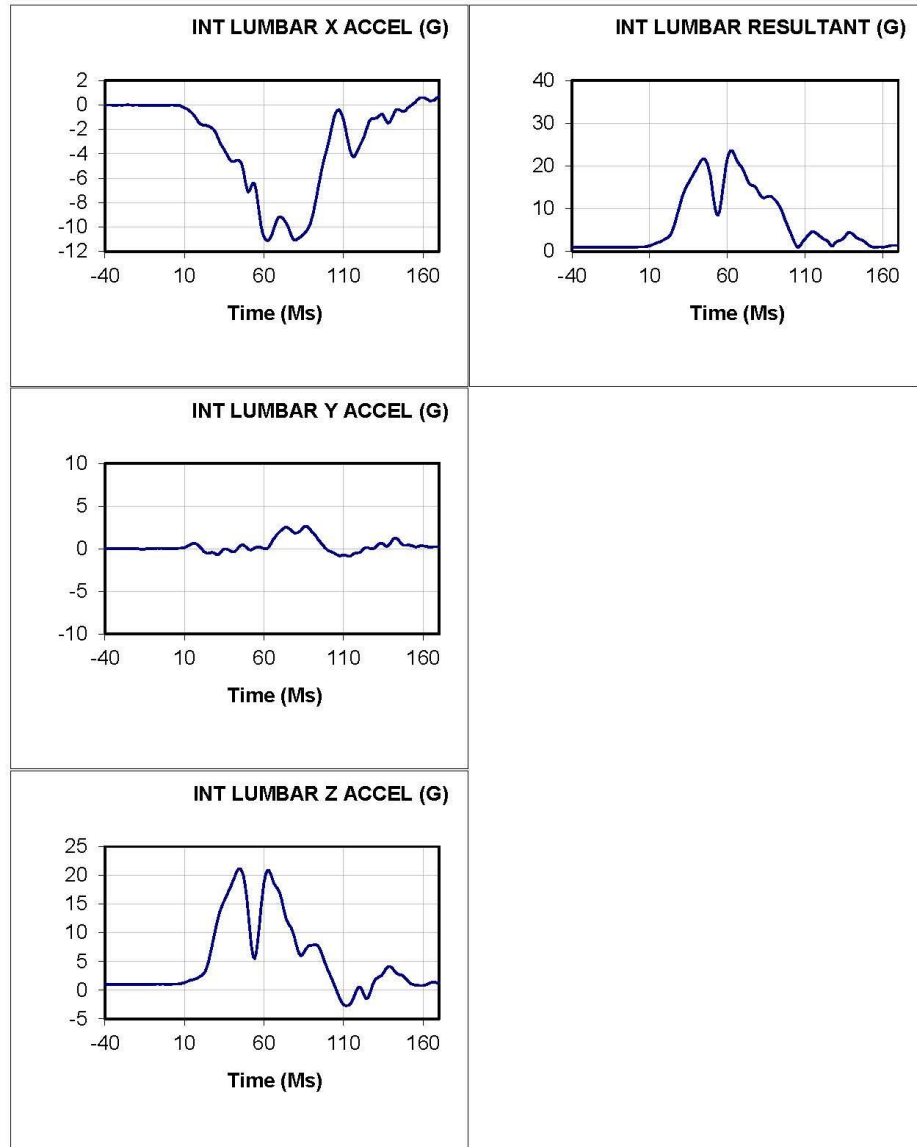 INT LUMBAR X ACCEL (G)
2
0
-2
-4
-6
-8
-10
-12
-40 10 60 110 160
Time (Ms)
INT LUMBAR RESULTANT (G)
40
30
20
10
0
-40 10 60 110 160
Time (Ms)
INT LUMBAR Y ACCEL (G)
10
5
0
-5
-10
-40 10 60 110 160
Time (Ms)
INT LUMBAR Z ACCEL (G)
25
20
15
10
5
0
-5
-40 10 60 110 160
Time (Ms)